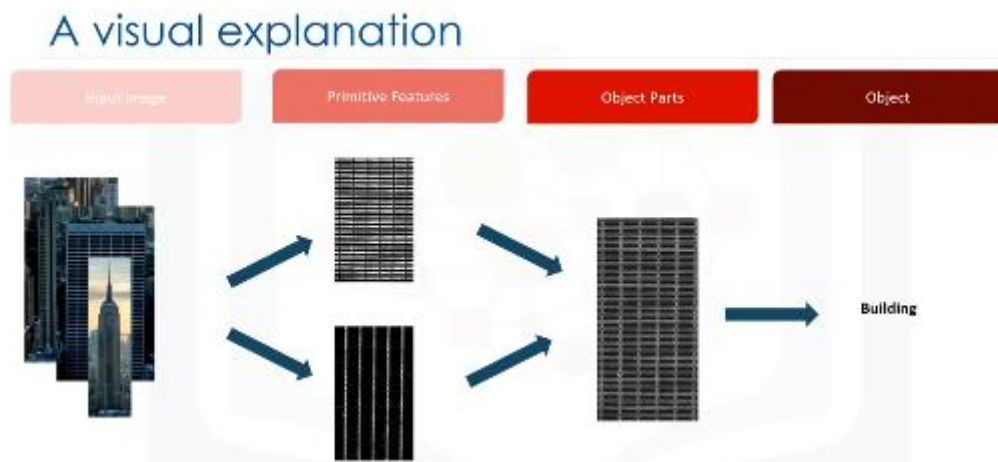 A visual explanation
Input image
Primitive Features
Object Parts
Object
Building